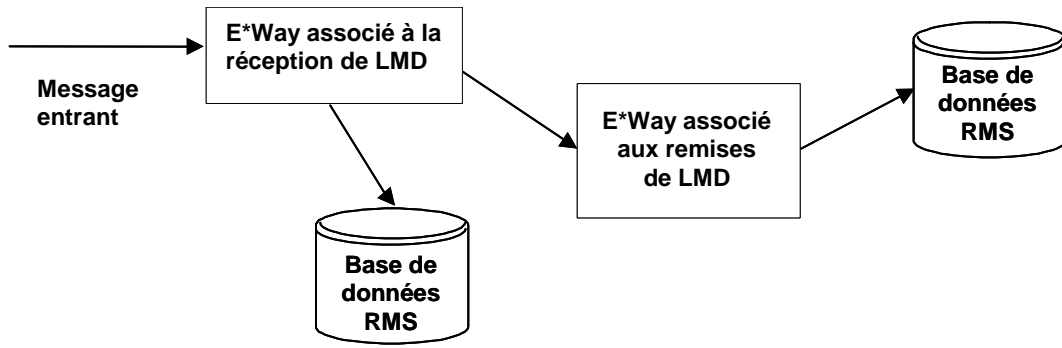 E*Way associé à la
réception de LMD
Message
entrant
E*Way associé
aux remises
de LMD
Base de
données
RMS
Base de
données
RMS